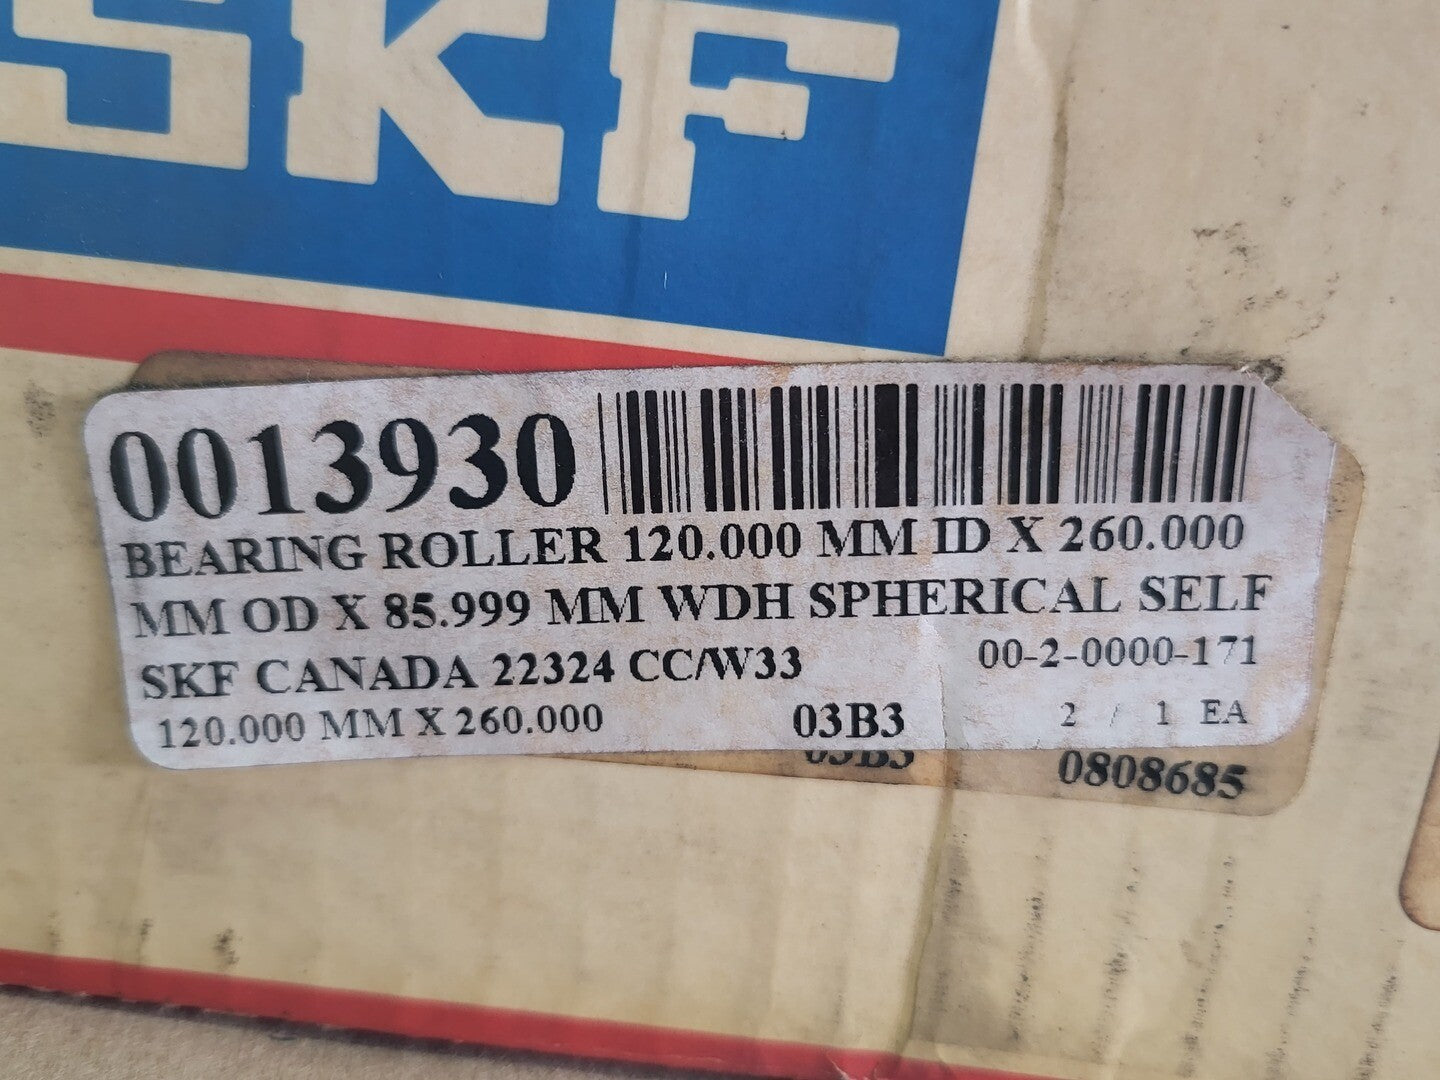 SKF
0013930
BEARING ROLLER 120.000 MM ID X 260.000
MM OD X 85.999 MM WDH SPHERICAL SELF
SKF CANADA 22324 CC/W33 00-2-0000-171
120.000 MM X 260.000 03B3 2 / 1 EA
03B3 0808685